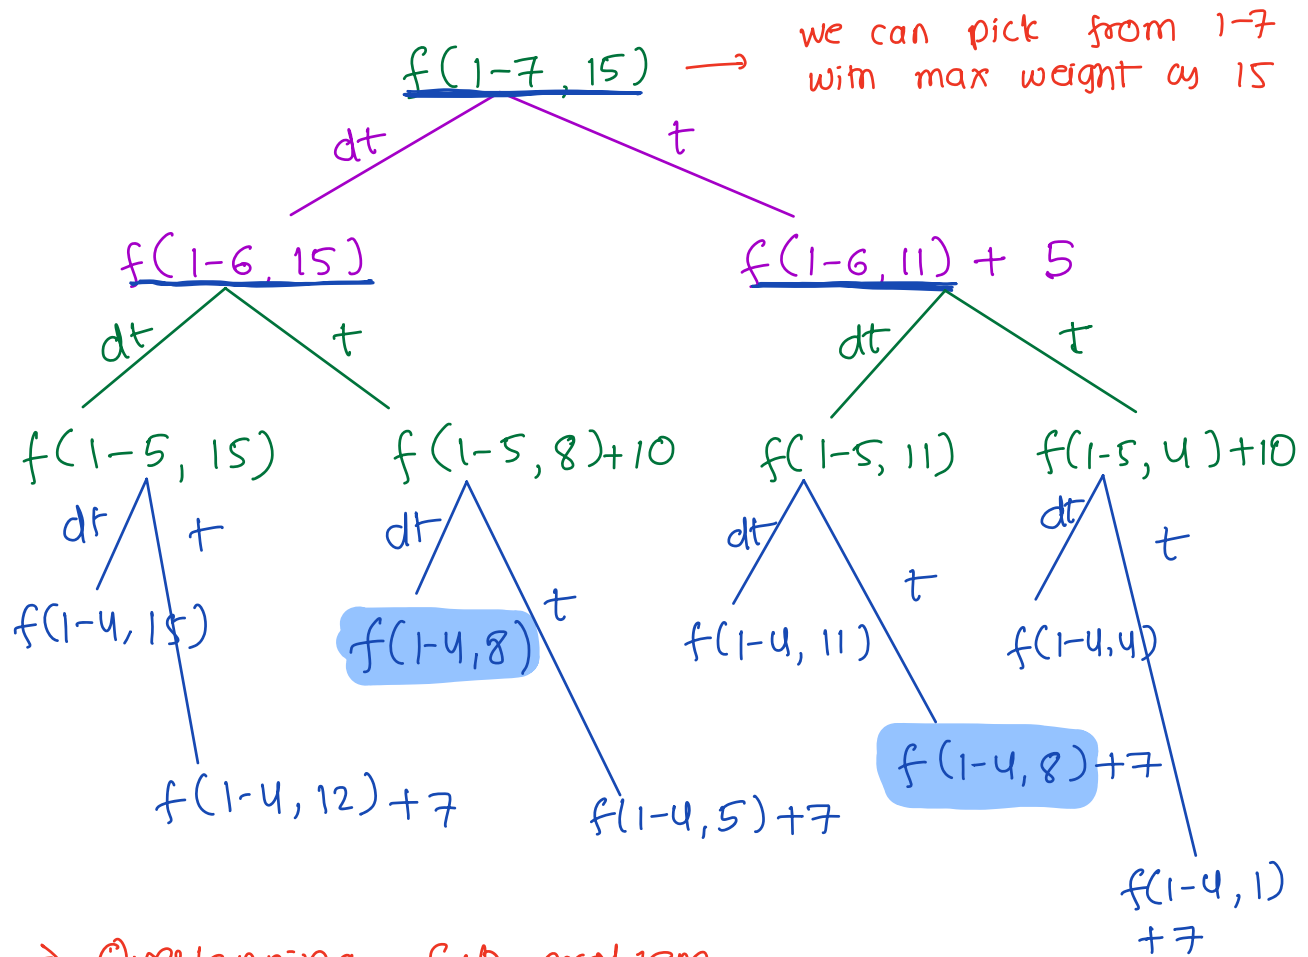 we can pick from 1-7
f(1-7, 15)
with max weight as 15
dt
t
f(1-6, 15)
f(1-6, 11) + 5
dt
t
dt
t
f(1-5, 15)
f(1-5, 8)+10
f(1-5, 11)
f(1-5, 4)+10
dt
t
dt
t
dt
t
dt
t
f(1-4, 15)
f(1-4, 8)
f(1-4, 11)
f(1-4, 4)
f(1-4, 12) + 7
f(1-4, 5) + 7
f(1-4, 8) + 7
f(1-4, 1)
+ 7